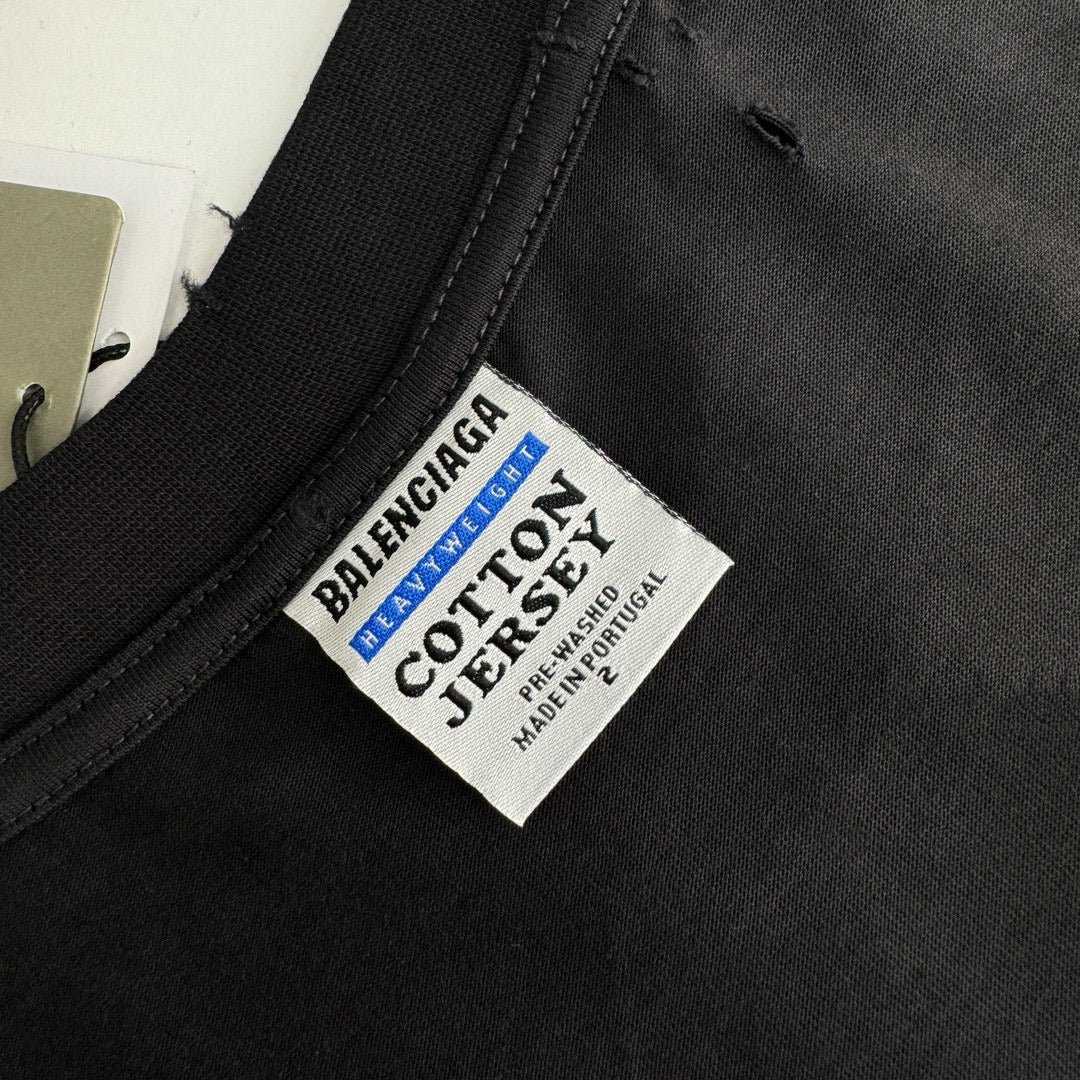 BALENCIAGA
HEAVYWEIGHT
COTTON
JERSEY
PRE-WASHED
MADE IN PORTUGAL
2